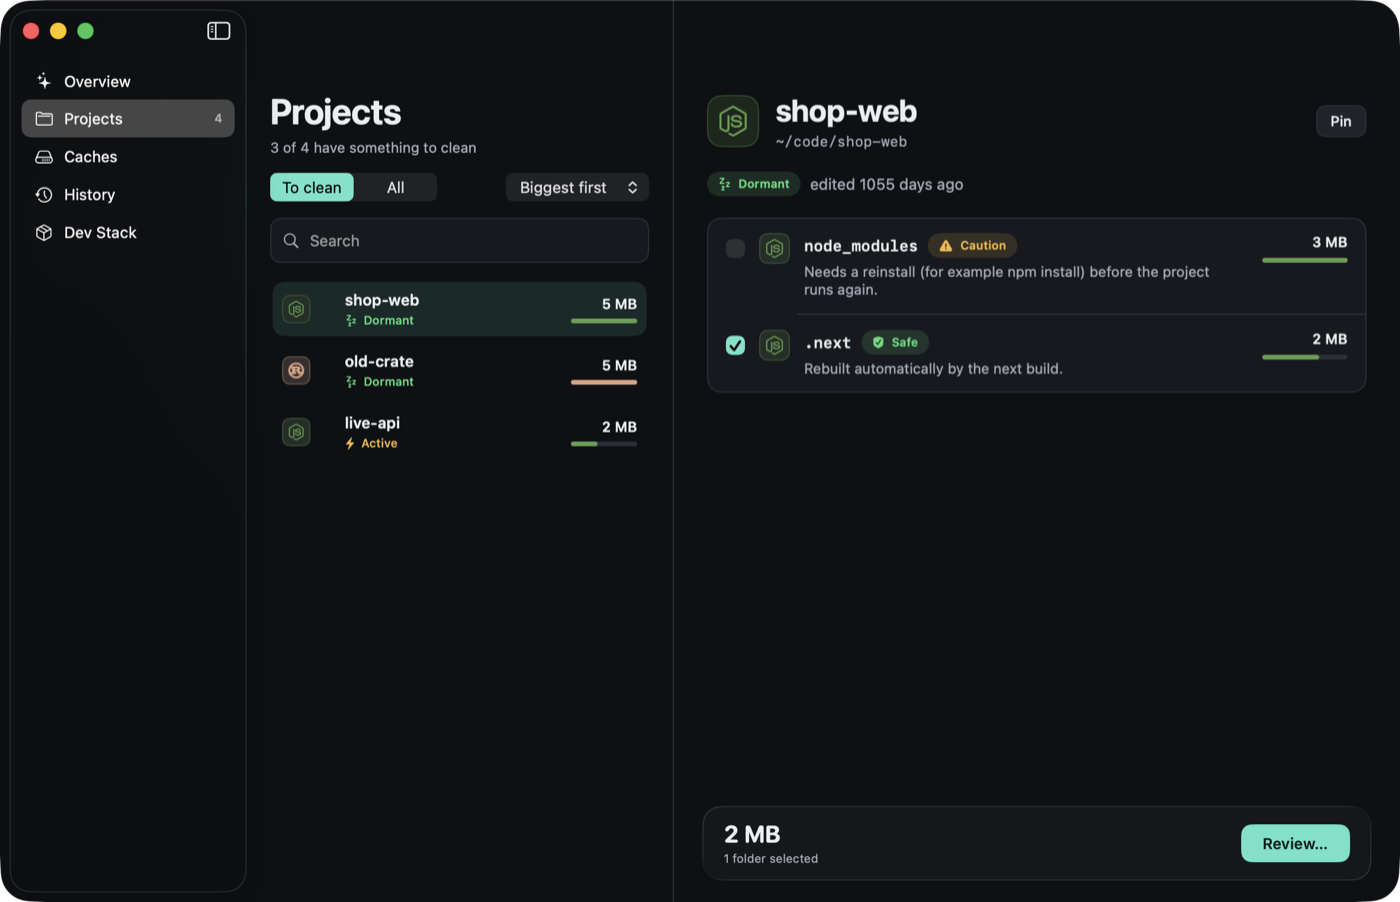 Overview
Projects 4
Caches
History
Dev Stack
Projects
3 of 4 have something to clean
To clean All Biggest first
Search
shop-web 5 MB
Dormant
old-crate 5 MB
Dormant
live-api 2 MB
Active
JS shop-web Pin
~/code/shop-web
Dormant edited 1055 days ago
node_modules Caution 3 MB
Needs a reinstall (for example npm install) before the project
runs again.
.next Safe 2 MB
Rebuilt automatically by the next build.
2 MB
1 folder selected
Review...